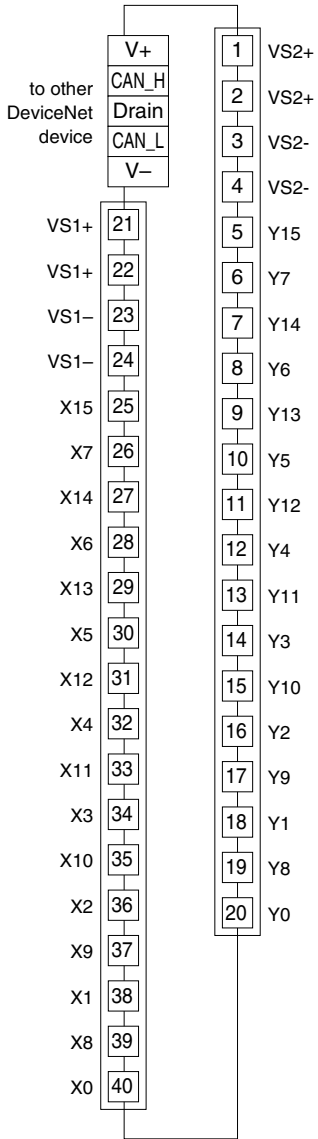 to other
DeviceNet
device
V+
CAN_H
Drain
CAN_L
V–
VS1+ 21
VS1+ 22
VS1– 23
VS1– 24
X15 25
X7 26
X14 27
X6 28
X13 29
X5 30
X12 31
X4 32
X11 33
X3 34
X10 35
X2 36
X9 37
X1 38
X8 39
X0 40
1 VS2+
2 VS2+
3 VS2-
4 VS2-
5 Y15
6 Y7
7 Y14
8 Y6
9 Y13
10 Y5
11 Y12
12 Y4
13 Y11
14 Y3
15 Y10
16 Y2
17 Y9
18 Y1
19 Y8
20 Y0